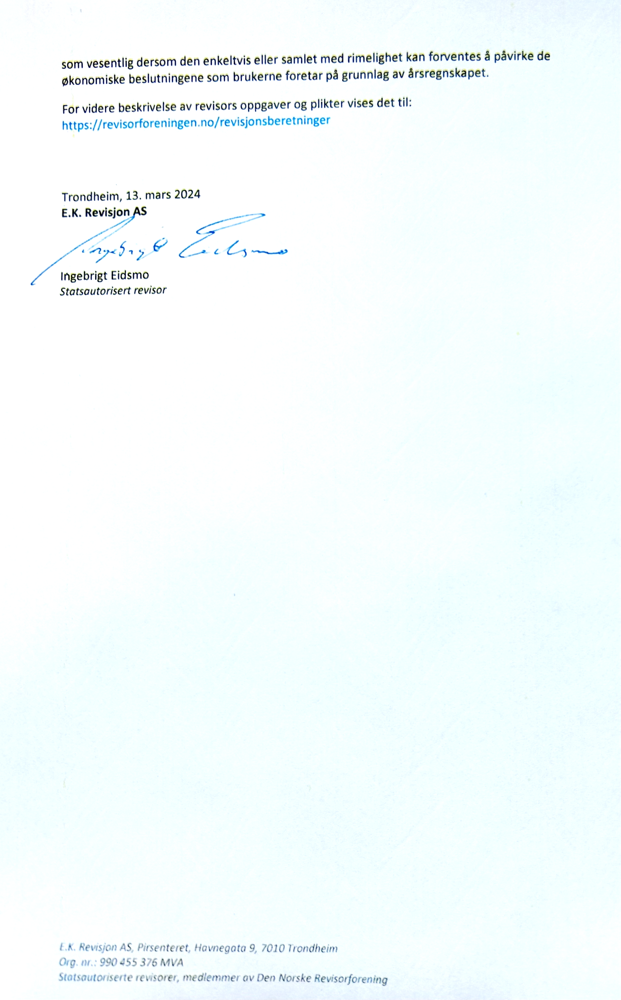 som vesentlig dersom den enkeltvis eller samlet med rimelighet kan forventes å påvirke de
økonomiske beslutningene som brukerne foretar på grunnlag av årsregnskapet.
For videre beskrivelse av revisors oppgaver og plikter vises det til:
https://revisorforeningen.no/revisjonsberetninger
Trondheim, 13. mars 2024
E.K. Revisjon AS
Ingebrigt Eidsmo
Ingebrigt Eidsmo
Statsautorisert revisor
E.K. Revisjon AS, Pirsenteret, Havnegata 9, 7010 Trondheim
Org. nr.: 990 455 376 MVA
Statsautoriserte revisorer, medlemmer av Den Norske Revisorforening